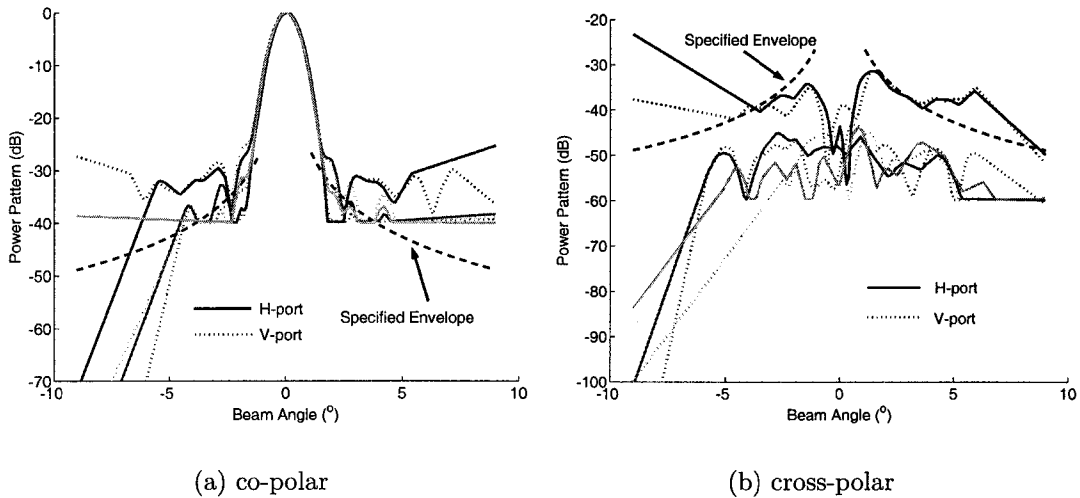 0
-10
-20
-30
-40
-50
-60
-70
-10
-5
0
5
10
Power Pattern (dB)
Beam Angle (°)
H-port
V-port
Specified Envelope
(a) co-polar
-20
-30
-40
-50
-60
-70
-80
-90
-100
-10
-5
0
5
10
Power Pattern (dB)
Beam Angle (°)
Specified Envelope
H-port
V-port
(b) cross-polar